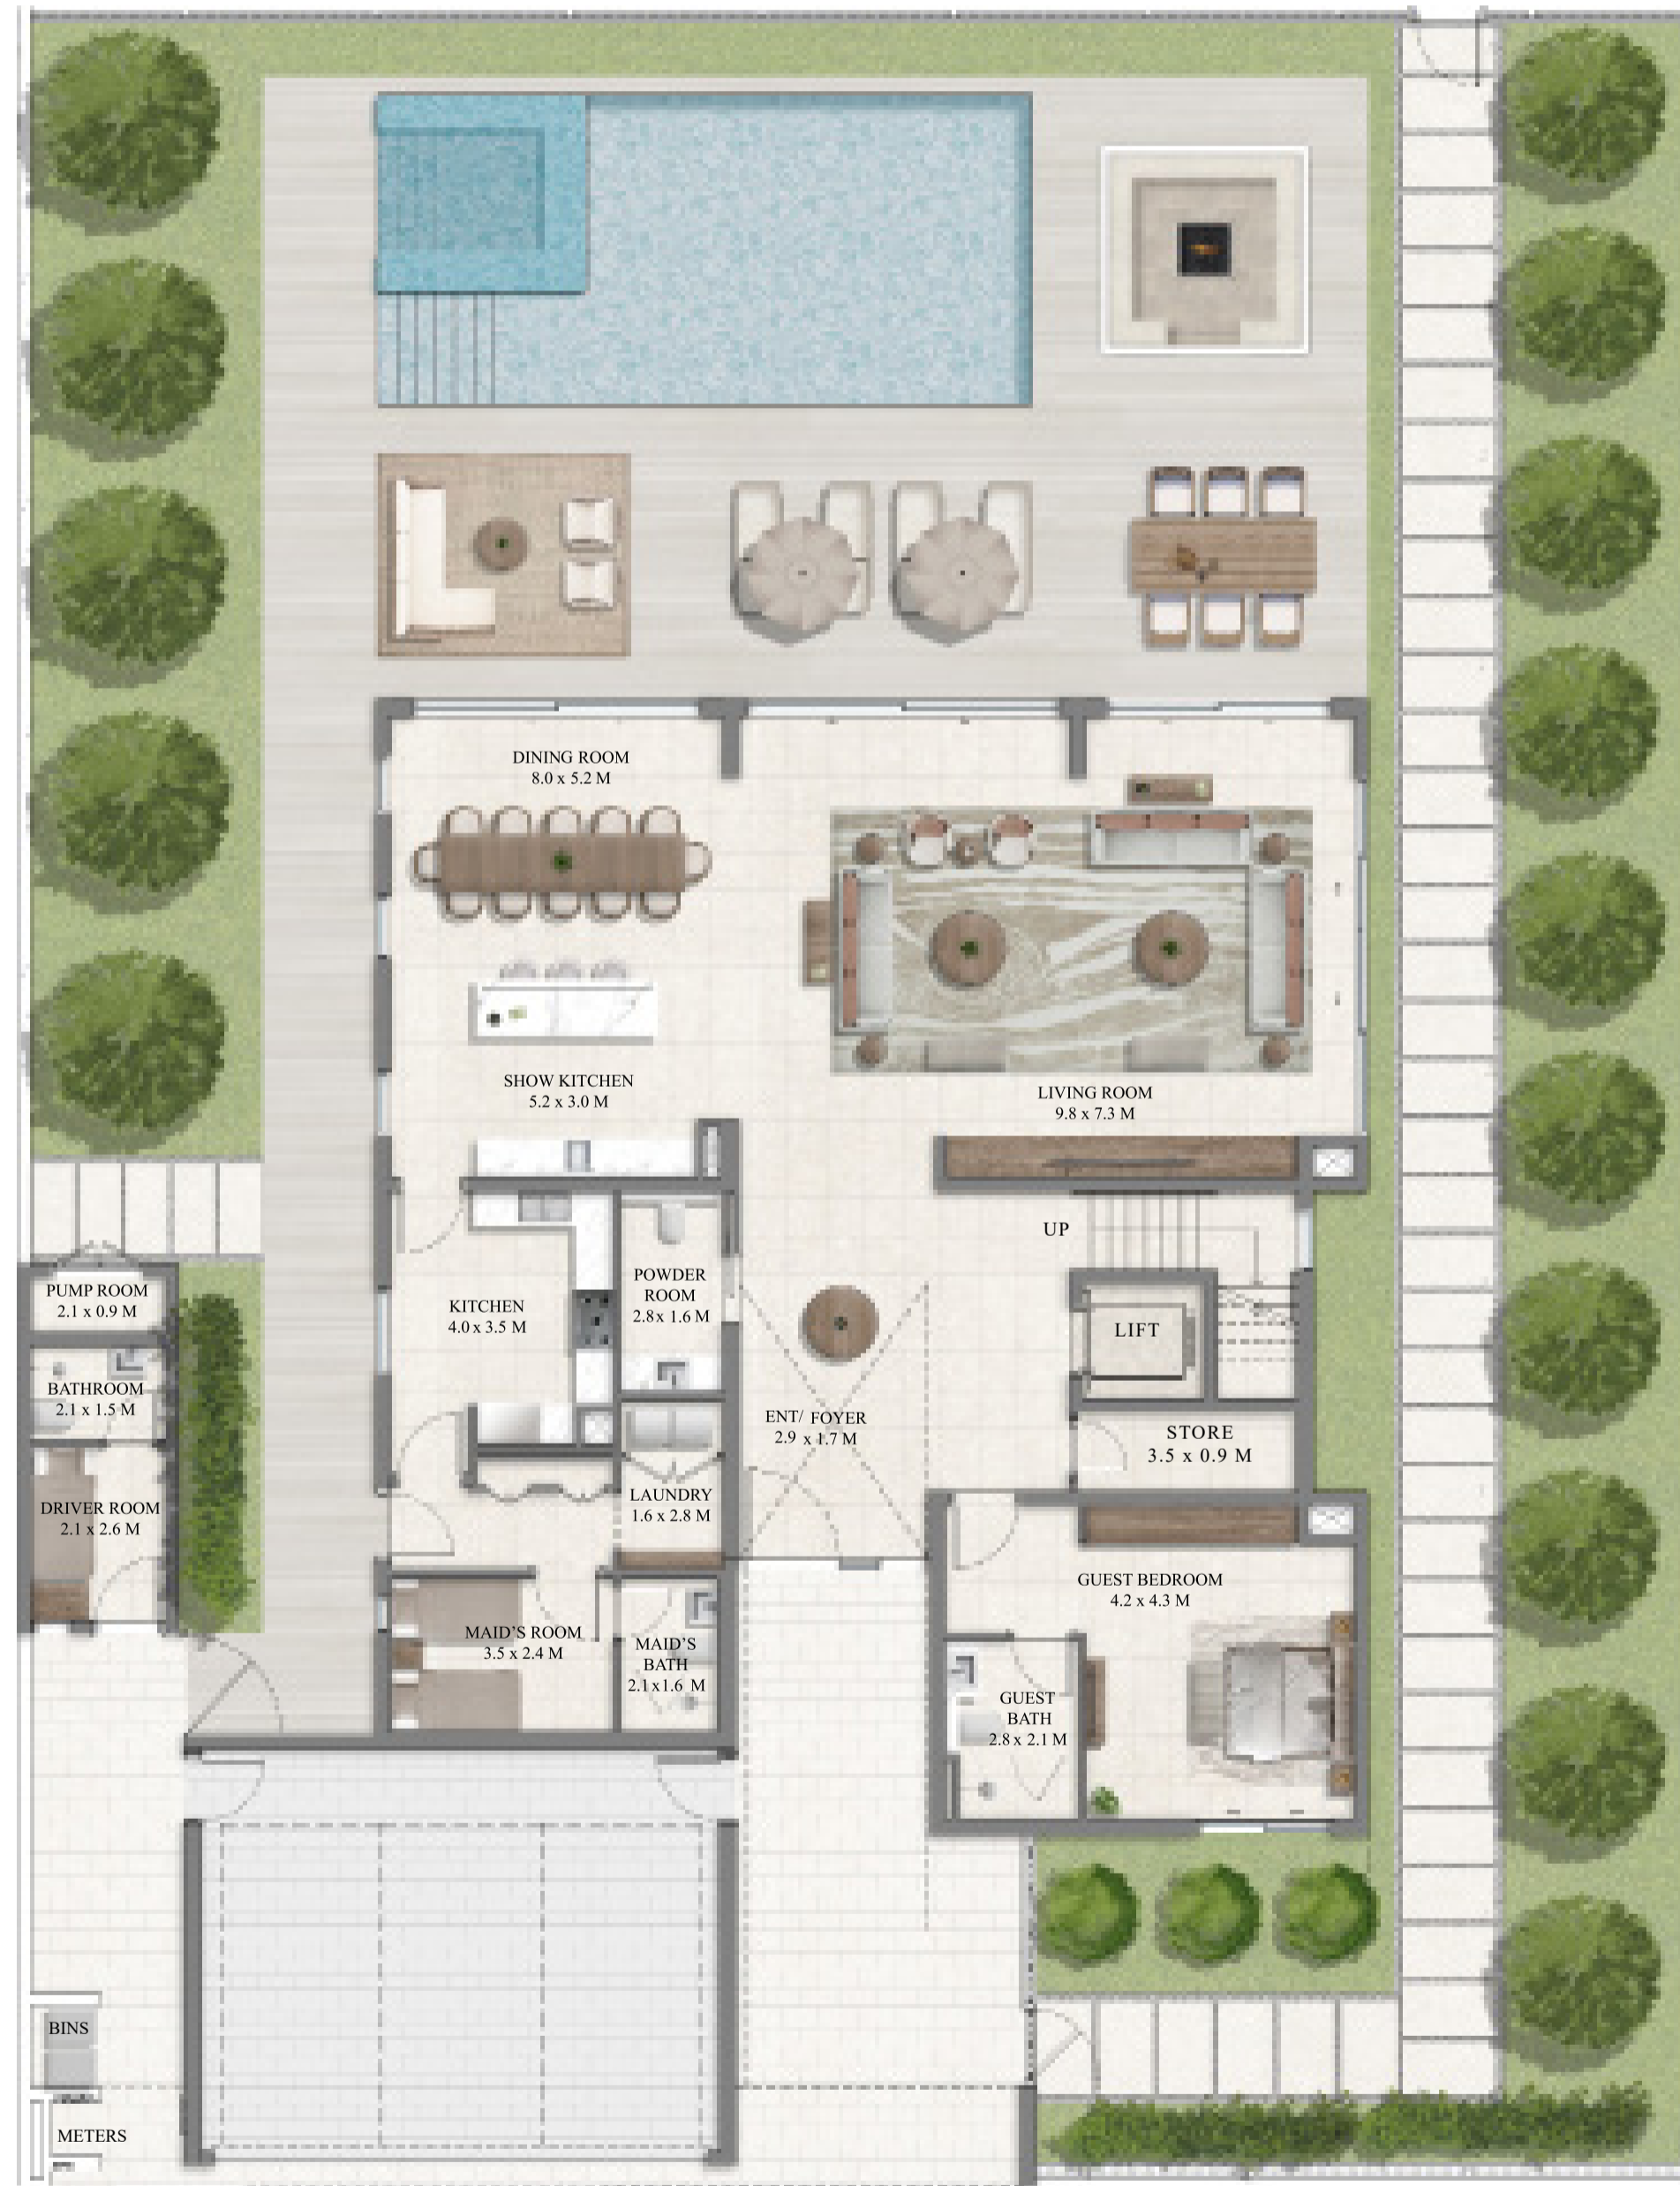 DINING ROOM
8.0 x 5.2 M
SHOW KITCHEN
5.2 x 3.0 M
LIVING ROOM
9.8 x 7.3 M
UP
POWDER
ROOM
2.8x 1.6 M
PUMP ROOM
2.1 x 0.9 M
KITCHEN
4.0 x 3.5 M
LIFT
BATHROOM
2.1 x 1.5 M
ENT/ FOYER
2.9 x 1.7 M
STORE
3.5 x 0.9 M
LAUNDRY
1.6 x 2.8 M
DRIVER ROOM
2.1 x 2.6 M
GUEST BEDROOM
4.2 x 4.3 M
MAID'S ROOM
3.5 x 2.4 M
MAID'S
BATH
2.1x1.6 M
GUEST
BATH
2.8 x 2.1 M
BINS
METERS